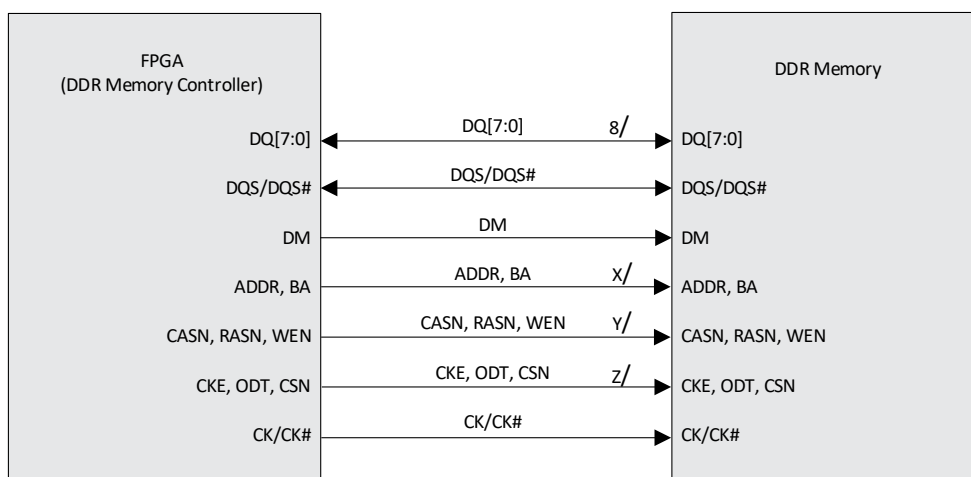 FPGA
(DDR Memory Controller)
DDR Memory
DQ[7:0] DQ[7:0] 8/ DQ[7:0]
DQS/DQS# DQS/DQS# DQS/DQS#
DM DM DM
ADDR, BA ADDR, BA X/ ADDR, BA
CASN, RASN, WEN CASN, RASN, WEN Y/ CASN, RASN, WEN
CKE, ODT, CSN CKE, ODT, CSN Z/ CKE, ODT, CSN
CK/CK# CK/CK# CK/CK#